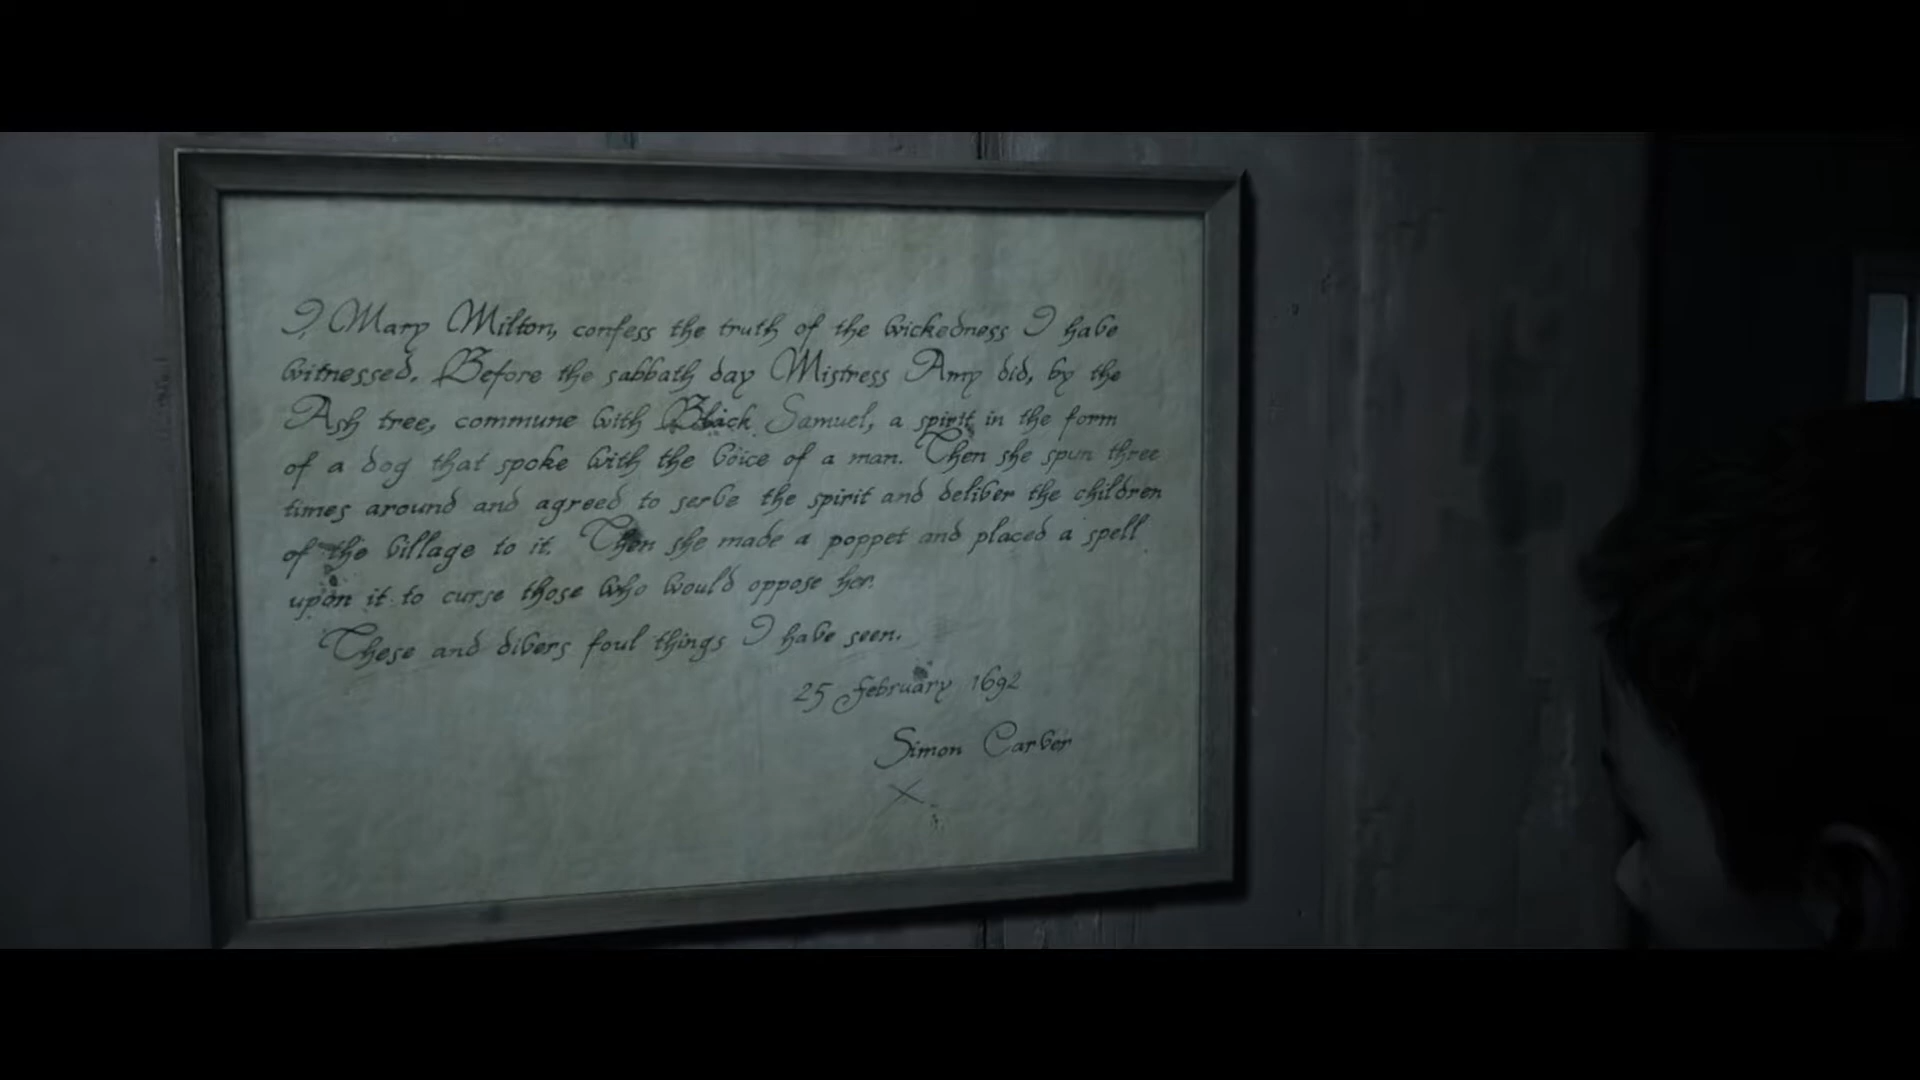 I, Mary Milton, confess the truth of the wickedness I have
witnessed. Before the sabbath day Mistress Amy did, by the
Ash tree, commune with Black Samuel, a spirit in the form
of a dog that spoke with the voice of a man. Then she spun three
times around and agreed to serve the spirit and deliver the children
of the village to it. Then she made a poppet and placed a spell
upon it to curse those who would oppose her.
These and divers foul things I have seen.
25 february 1692
Simon Carver
X